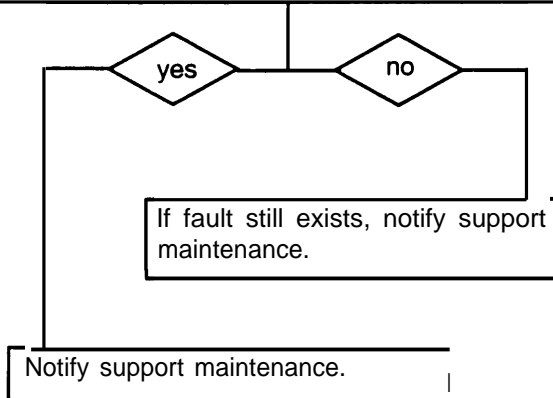 yes
no
If fault still exists, notify support
maintenance.
Notify support maintenance.